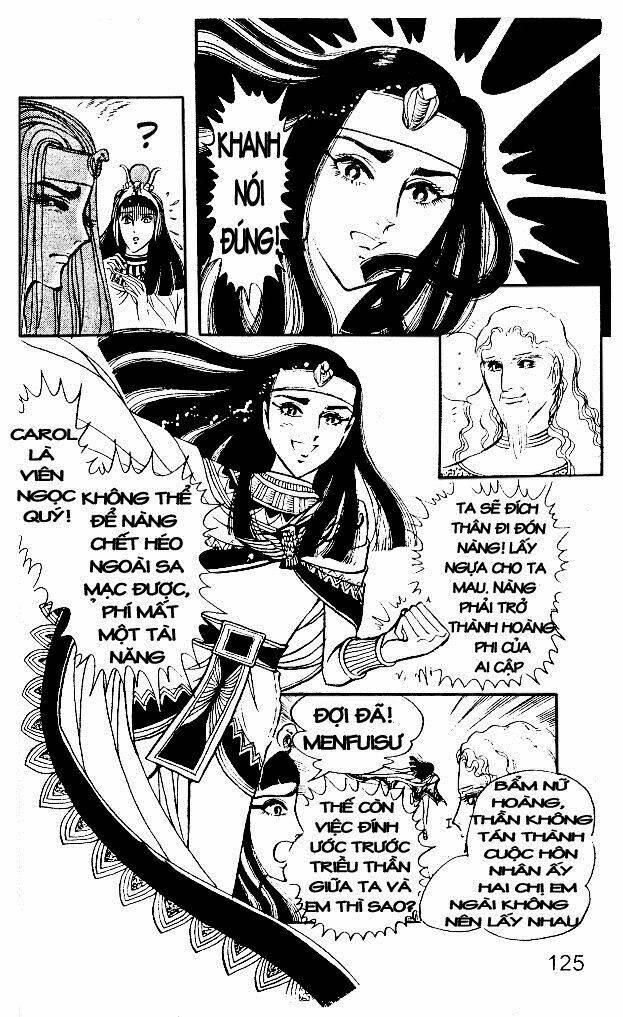 ?
KHANH
NÓI
ĐÚNG!
CAROL
LÀ
VIÊN
NGỌC
QUÝ!
KHÔNG THỂ
ĐỂ NÀNG
CHẾT HÉO
NGOÀI SA
MẠC ĐƯỢC,
PHÍ MẤT
MỘT TÀI
NĂNG
TA SẼ ĐÍCH
THÂN ĐI ĐÓN
NÀNG! LẤY
NGỰA CHO TA
MAU. NÀNG
PHẢI TRỞ
THÀNH HOÀNG
PHI CỦA
AI CẬP
ĐỢI ĐÃ!
MENFUISƯ
THẾ CÒN
VIỆC ĐÍNH
ƯỚC TRƯỚC
TRIỀU THẦN
GIỮA TA VÀ
EM THÌ SAO?
BẨM NỮ
HOÀNG,
THẦN KHÔNG
TÁN THÀNH
CUỘC HÔN
NHÂN ẤY
HAI CHỊ EM
NGÀI KHÔNG
NÊN LẤY NHAU
125